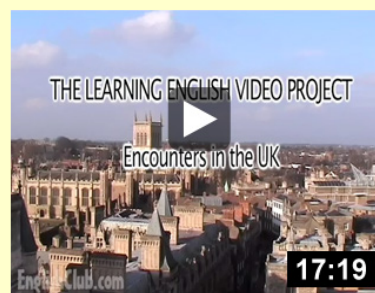 THE LEARNING ENGLISH VIDEO PROJECT
Encounters in the UK
EnglishClub.com
17:19